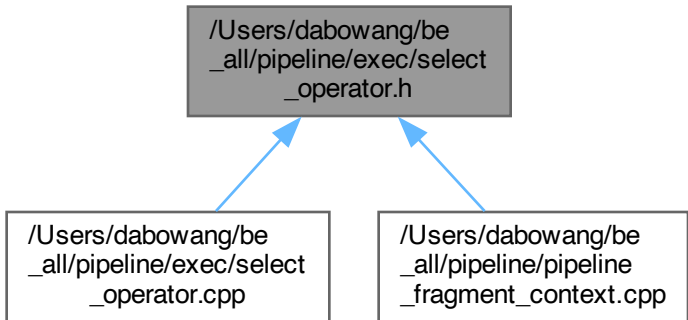 /Users/dabowang/be
_all/pipeline/exec/select
_operator.h
/Users/dabowang/be
_all/pipeline/exec/select
_operator.cpp
/Users/dabowang/be
_all/pipeline/pipeline
_fragment_context.cpp